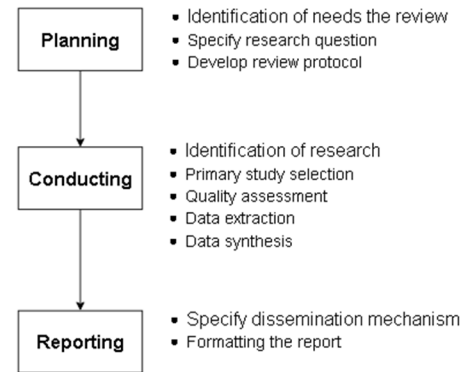 Planning
• Identification of needs the review
• Specify research question
• Develop review protocol
Conducting
• Identification of research
• Primary study selection
• Quality assessment
• Data extraction
• Data synthesis
Reporting
• Specify dissemination mechanism
• Formatting the report